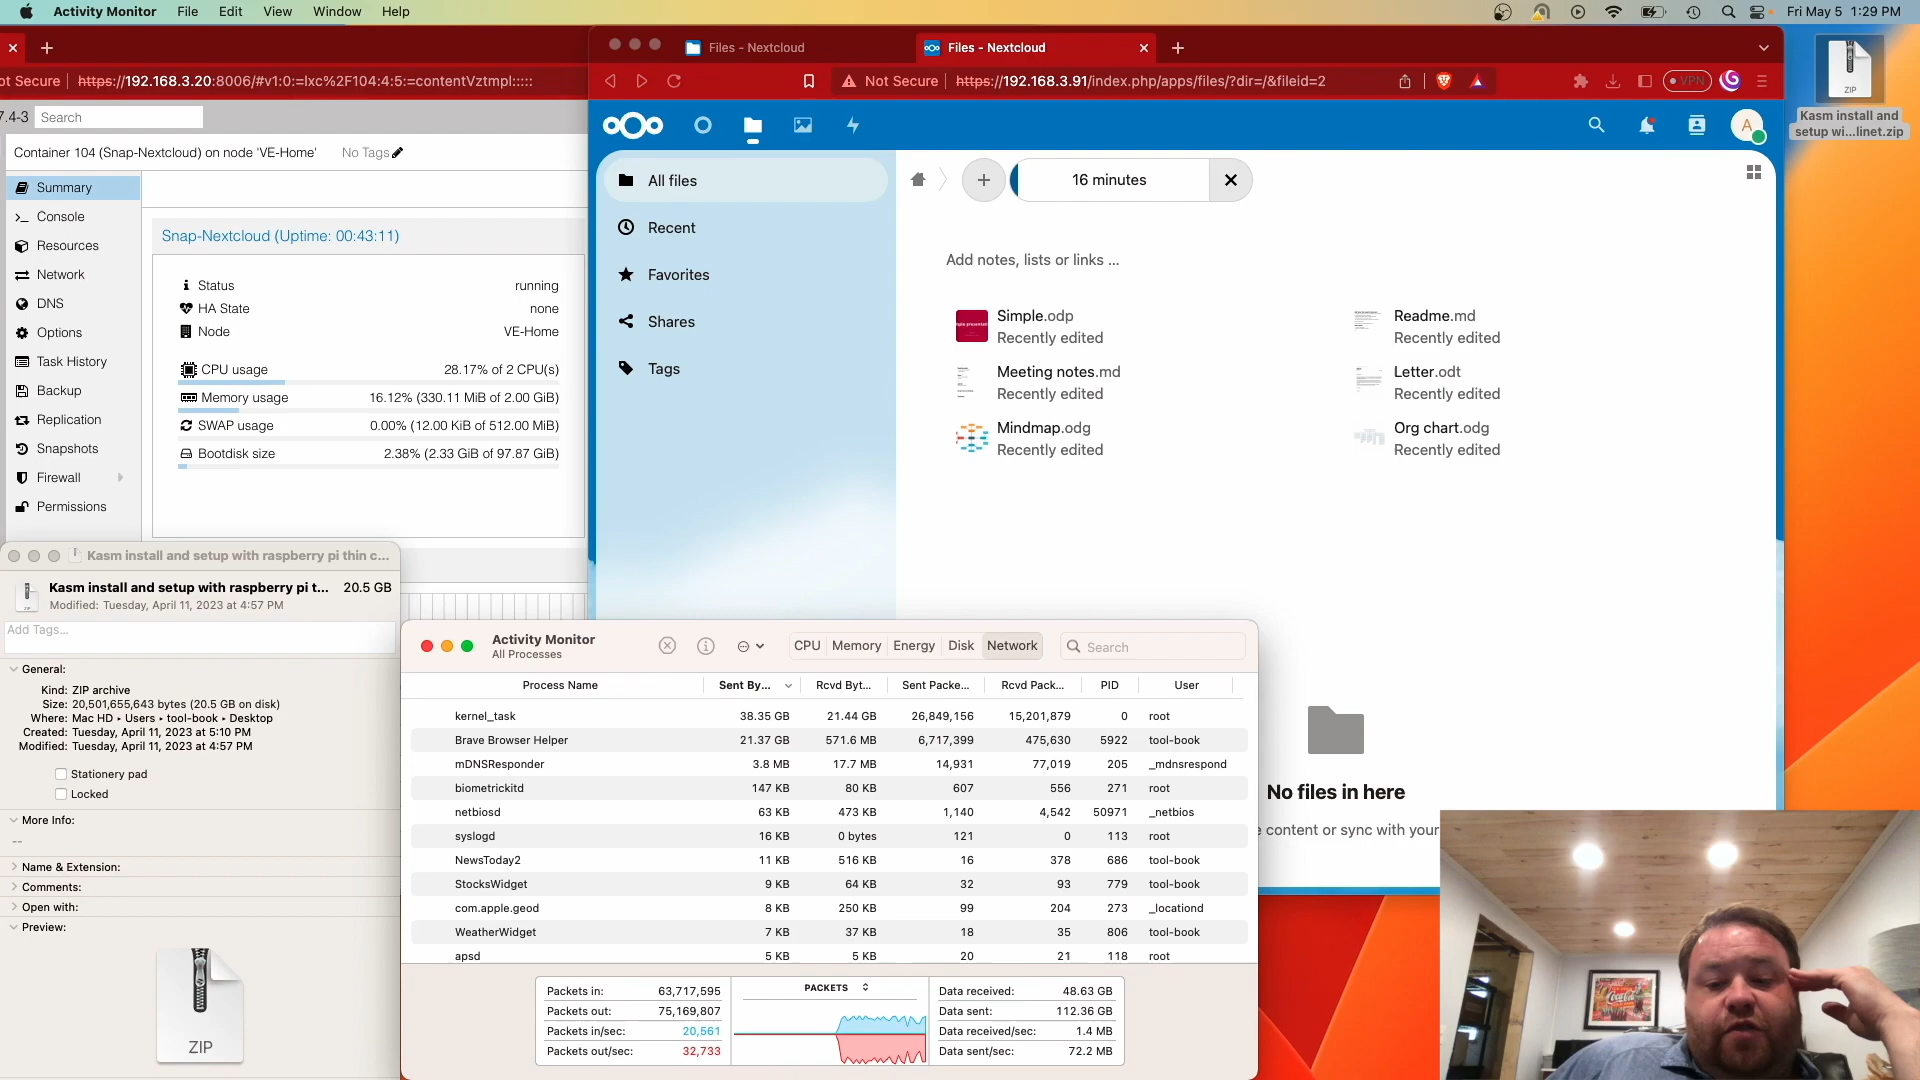 Activity Monitor File Edit View Window Help
Fri May 5 1:29 PM
Files - Nextcloud
Files - Nextcloud
ot Secure https://192.168.3.20:8006/#v1:0:=lxc%2F104:4:5:=contentVztmpl:::::
Not Secure https://192.168.3.91/index.php/apps/files/?dir=/&fileid=2
VPN
ZIP
Kasm install and
setup wi...linet.zip
7.4-3 Search
Container 104 (Snap-Nextcloud) on node 'VE-Home' No Tags
Summary
Console
Resources
Network
DNS
Options
Task History
Backup
Replication
Snapshots
Firewall
Permissions
Snap-Nextcloud (Uptime: 00:43:11)
Status running
HA State none
Node VE-Home
CPU usage 28.17% of 2 CPU(s)
Memory usage 16.12% (330.11 MiB of 2.00 GiB)
SWAP usage 0.00% (12.00 KiB of 512.00 MiB)
Bootdisk size 2.38% (2.33 GiB of 97.87 GiB)
A
All files
Recent
Favorites
Shares
Tags
16 minutes
Add notes, lists or links ...
Simple.odp
Recently edited
Readme.md
Recently edited
Meeting notes.md
Recently edited
Letter.odt
Recently edited
Mindmap.odg
Recently edited
Org chart.odg
Recently edited
No files in here
content or sync with your
Kasm install and setup with raspberry pi thin c...
Kasm install and setup with raspberry pi t... 20.5 GB
Modified: Tuesday, April 11, 2023 at 4:57 PM
Add Tags...
General:
Kind: ZIP archive
Size: 20,501,655,643 bytes (20.5 GB on disk)
Where: Mac HD ▸ Users ▸ tool-book ▸ Desktop
Created: Tuesday, April 11, 2023 at 5:10 PM
Modified: Tuesday, April 11, 2023 at 4:57 PM
Stationery pad
Locked
More Info:
--
Name & Extension:
Comments:
Open with:
Preview:
ZIP
Activity Monitor
All Processes
CPU Memory Energy Disk Network
Search
Process Name Sent By... Rcvd Byt... Sent Packe... Rcvd Pack... PID User
kernel_task 38.35 GB 21.44 GB 26,849,156 15,201,879 0 root
Brave Browser Helper 21.37 GB 571.6 MB 6,717,399 475,630 5922 tool-book
mDNSResponder 3.8 MB 17.7 MB 14,931 77,019 205 _mdnsrespond
biometrickitd 147 KB 80 KB 607 556 271 root
netbiosd 63 KB 473 KB 1,140 4,542 50971 _netbios
syslogd 16 KB 0 bytes 121 0 113 root
NewsToday2 11 KB 516 KB 16 378 686 tool-book
StocksWidget 9 KB 64 KB 32 93 779 tool-book
com.apple.geod 8 KB 250 KB 99 204 273 _locationd
WeatherWidget 7 KB 37 KB 18 35 806 tool-book
apsd 5 KB 5 KB 20 21 118 root
Packets in: 63,717,595
Packets out: 75,169,807
Packets in/sec: 20,561
Packets out/sec: 32,733
PACKETS
Data received: 48.63 GB
Data sent: 112.36 GB
Data received/sec: 1.4 MB
Data sent/sec: 72.2 MB
Coca-Cola